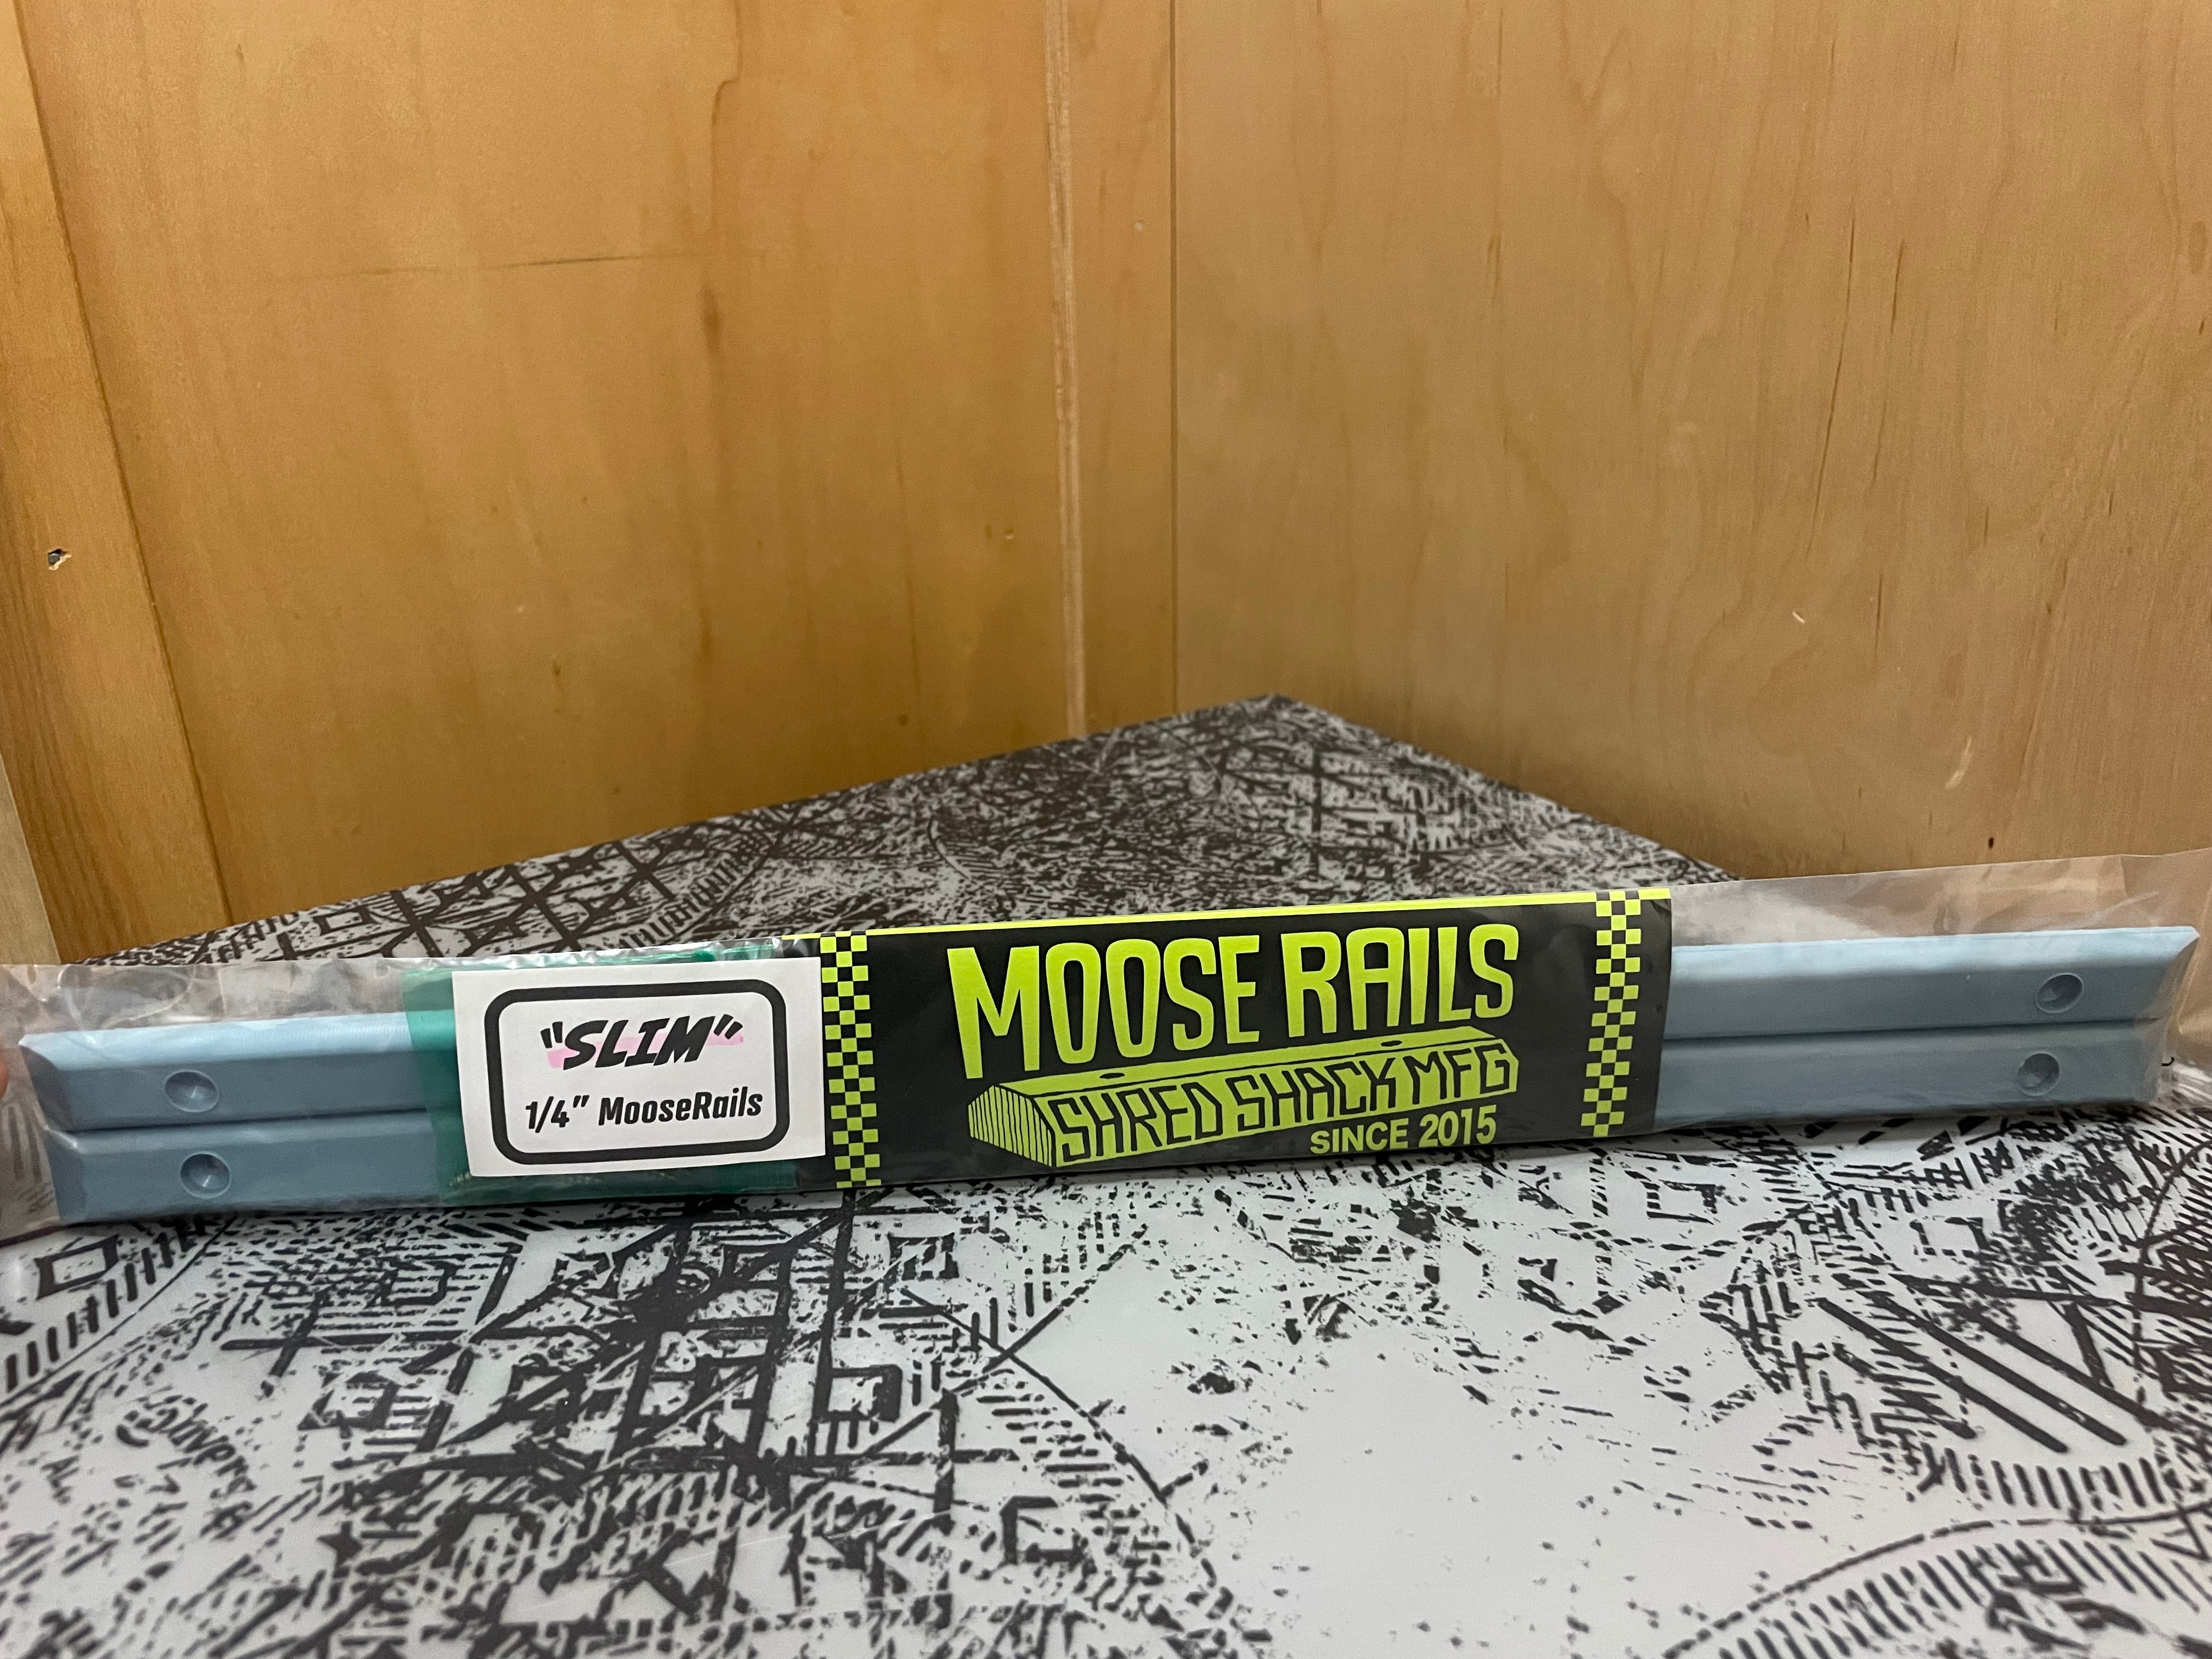 "SLIM"
1/4" MooseRails
MOOSE RAILS
SHRED SHACK MFG
SINCE 2015